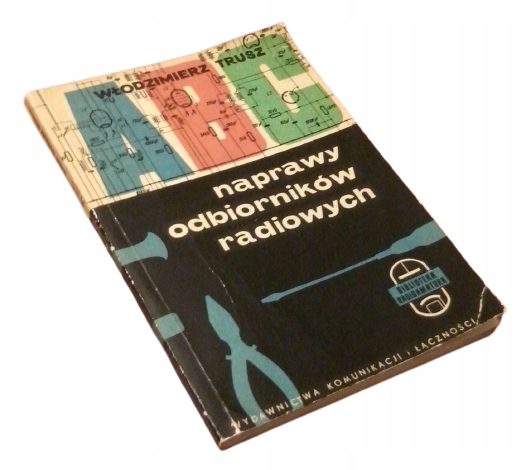 WŁODZIMIERZ TRUSZ
ABC
naprawy
odbiorników
radiowych
BIBLIOTEKA
RADIOAMATORA
WYDAWNICTWA KOMUNIKACJI i ŁĄCZNOŚCI